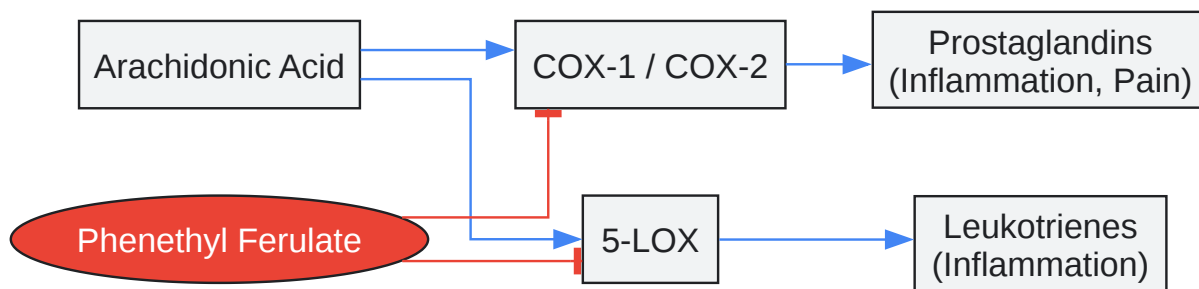 Arachidonic Acid
COX-1 / COX-2
Prostaglandins
(Inflammation, Pain)
Phenethyl Ferulate
5-LOX
Leukotrienes
(Inflammation)